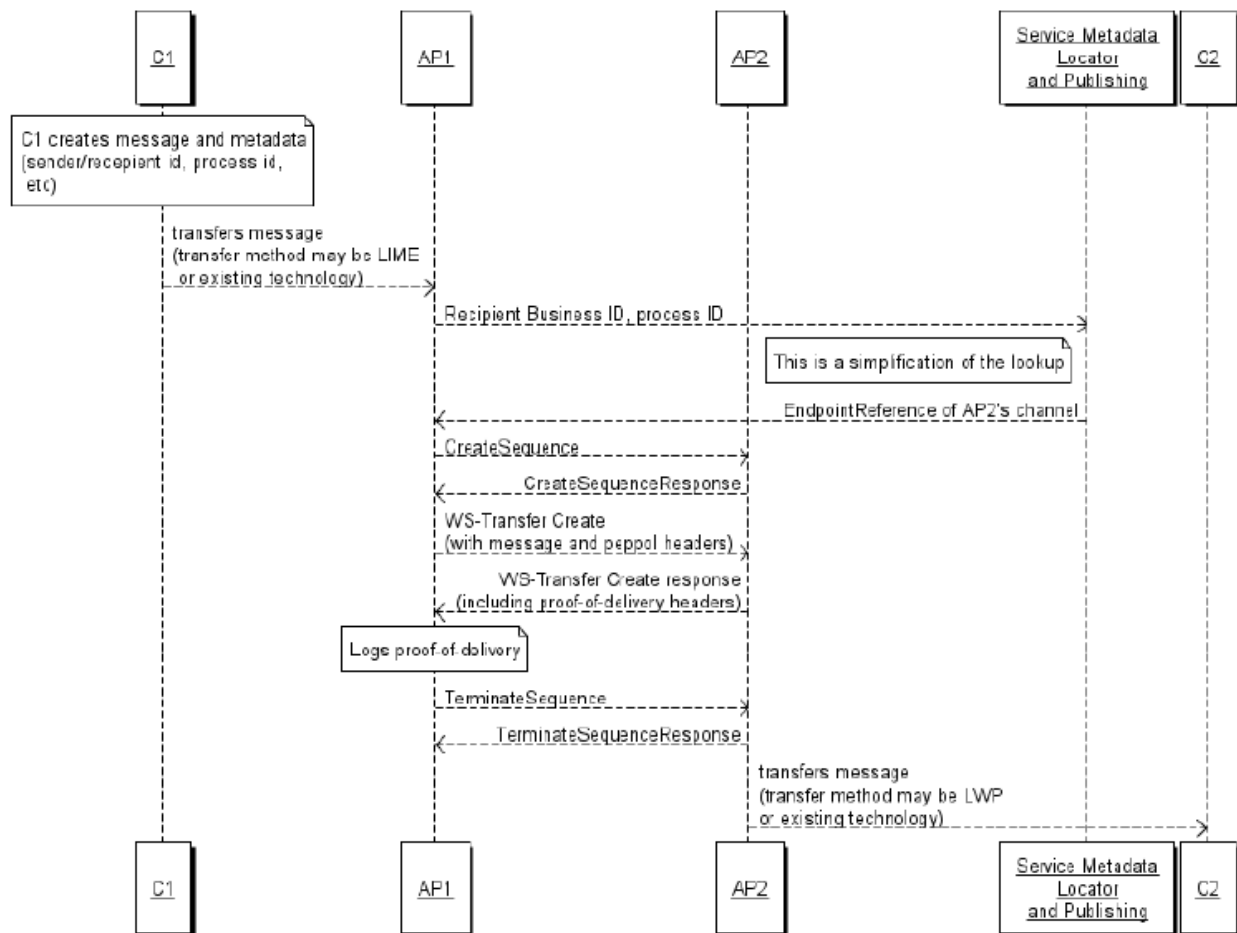 C1
AP1
AP2
Service Metadata
Locator
and Publishing
C2
C1 creates message and metadata
(sender/recepient id, process id,
etc)
transfers message
(transfer method may be LIME
or existing technology)
Recipient Business ID, process ID
This is a simplification of the lookup
EndpointReference of AP2's channel
CreateSequence
CreateSequenceResponse
WS-Transfer Create
(with message and peppol headers)
WS-Transfer Create response
(including proof-of-delivery headers)
Logs proof-of-delivery
TerminateSequence
TerminateSequenceResponse
transfers message
(transfer method may be LWP
or existing technology)
C1
AP1
AP2
Service Metadata
Locator
and Publishing
C2